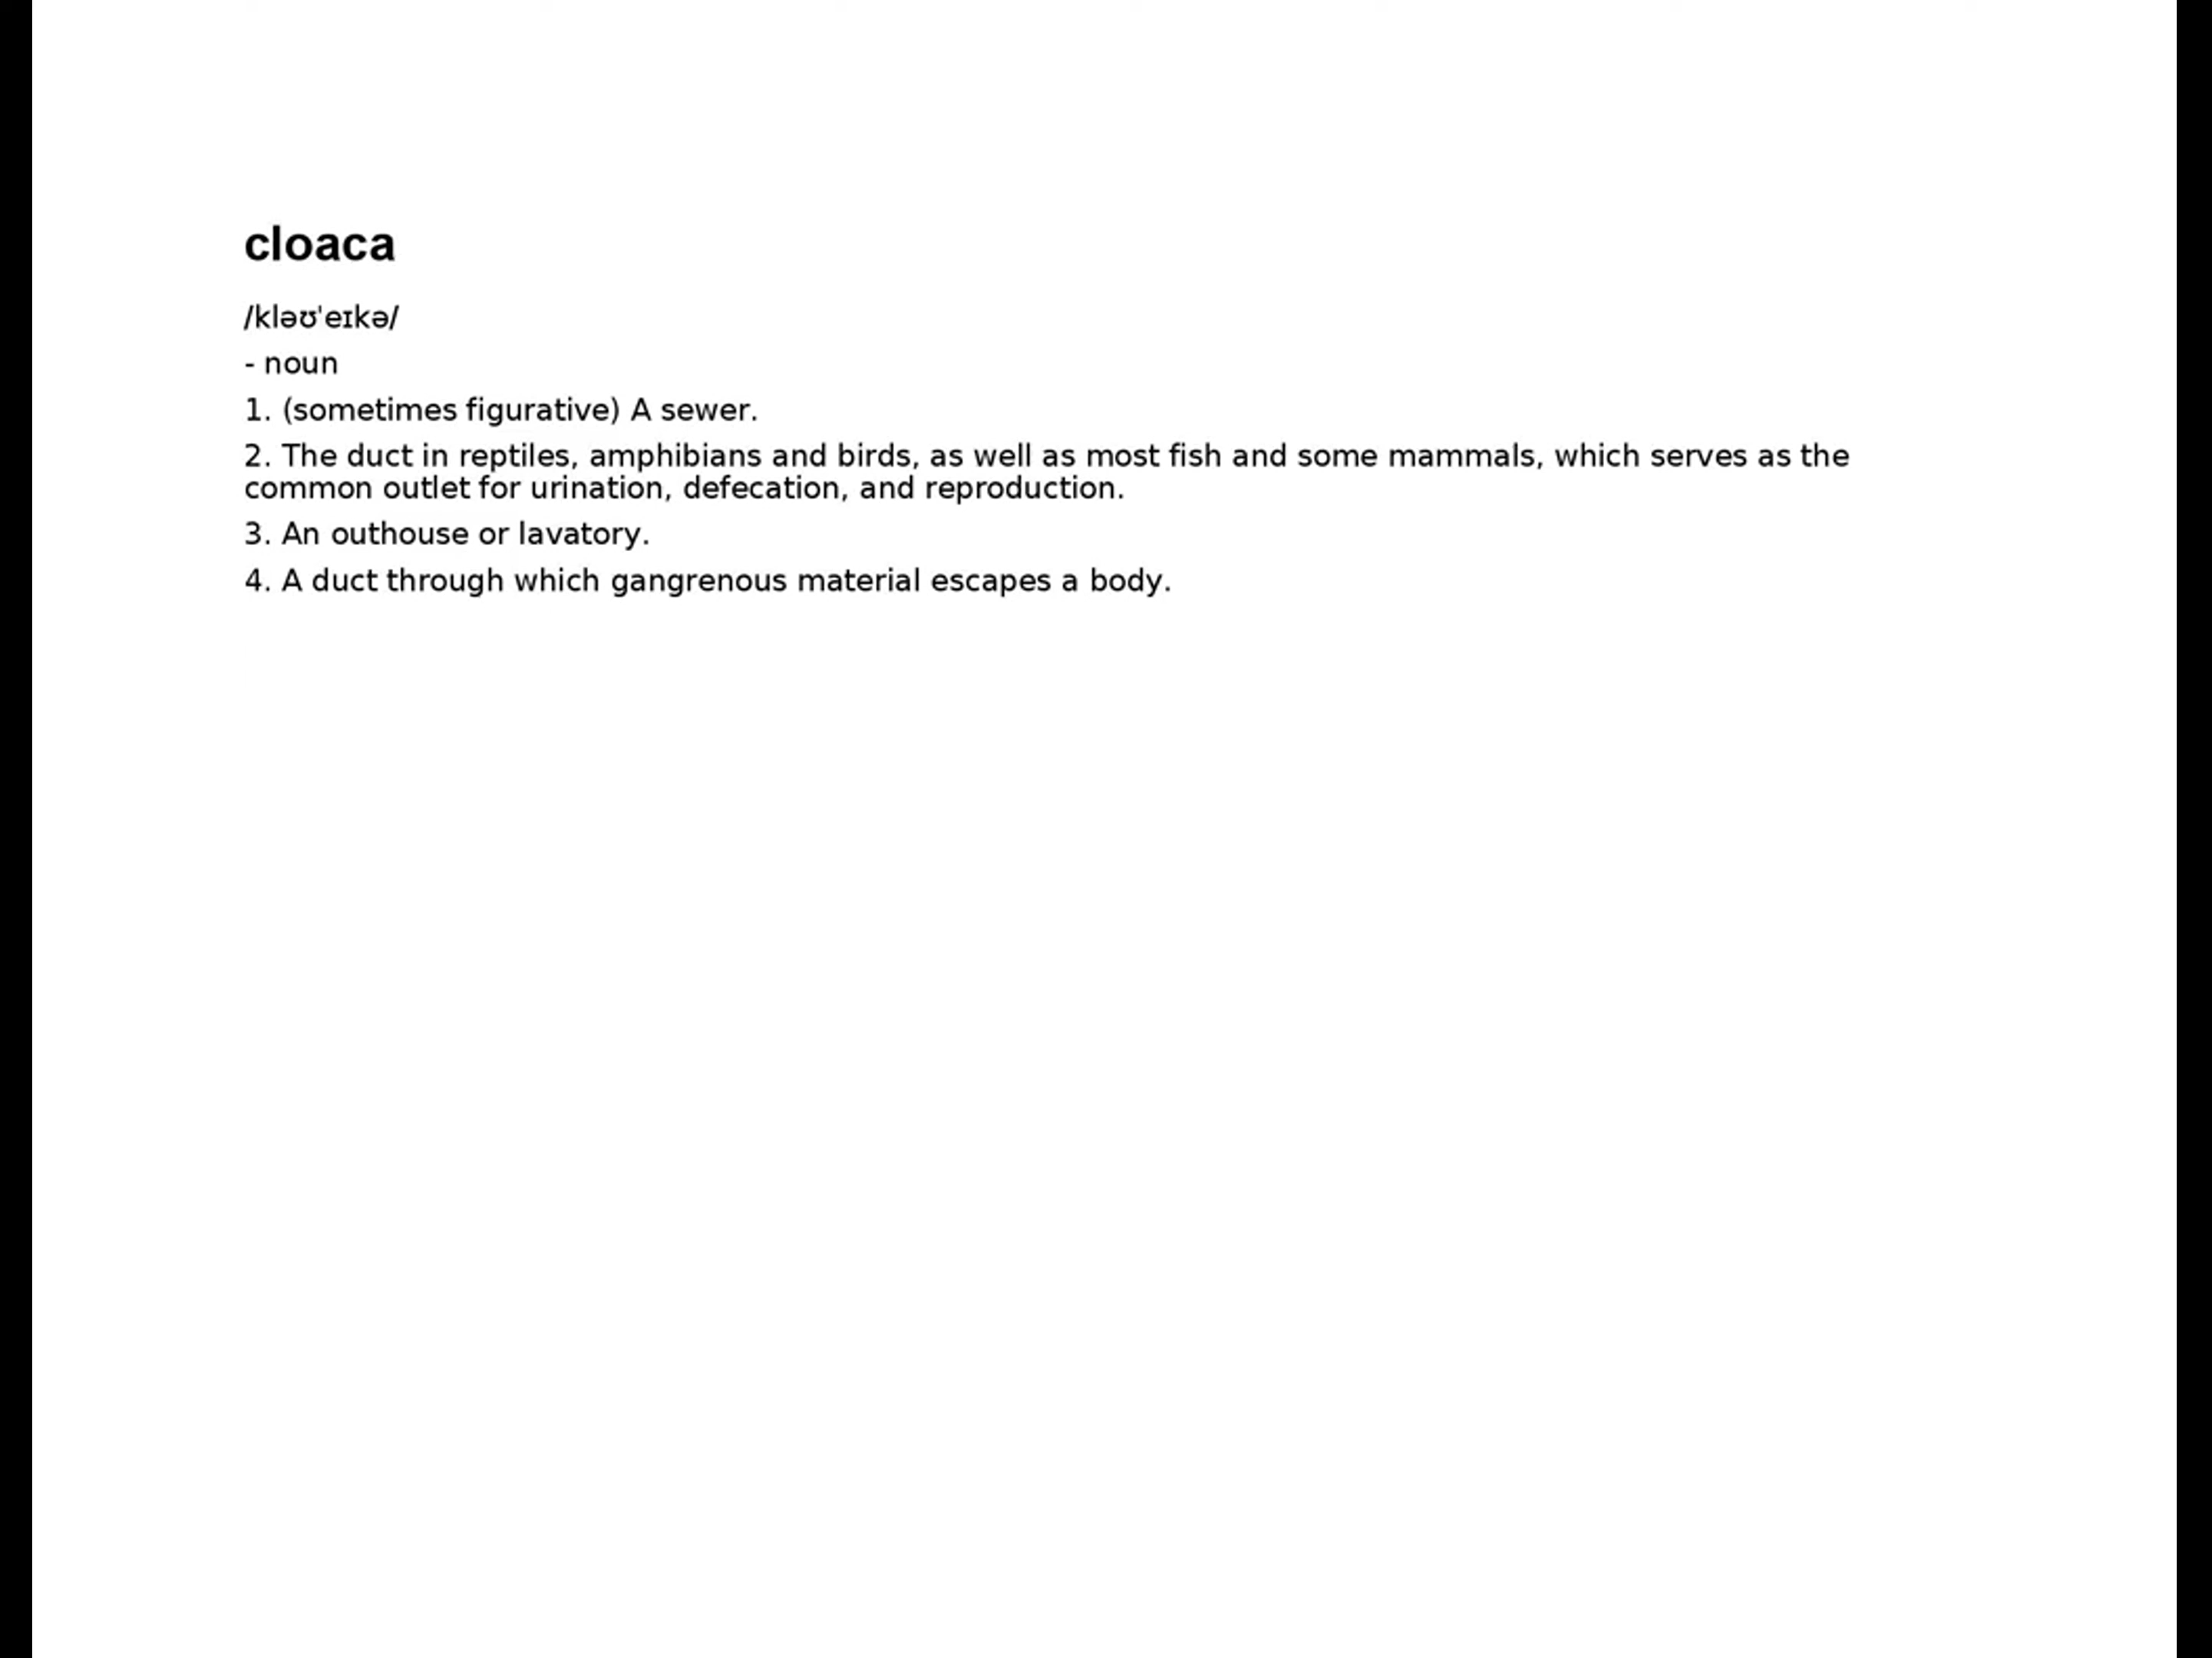 cloaca
/kləʊˈeɪkə/
- noun
1. (sometimes figurative) A sewer.
2. The duct in reptiles, amphibians and birds, as well as most fish and some mammals, which serves as the
common outlet for urination, defecation, and reproduction.
3. An outhouse or lavatory.
4. A duct through which gangrenous material escapes a body.